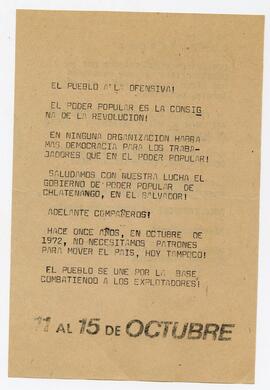 EL PUEBLO A LA OFENSIVA!
EL PODER POPULAR ES LA CONSIG
NA DE LA REVOLUCION!
EN NINGUNA ORGANIZACION HABRA
MAS DEMOCRACIA PARA LOS TRABA-
JADORES QUE EN EL PODER POPULAR!
SALUDAMOS CON NUESTRA LUCHA EL
GOBIERNO DE PODER POPULAR DE
CHLATENANGO, EN EL SALVADOR!
ADELANTE COMPAÑEROS!
HACE ONCE AÑOS, EN OCTUBRE DE
1972, NO NECESITAMOS PATRONES
PARA MOVER EL PAIS, HOY TAMPOCO!
EL PUEBLO SE UNE POR LA BASE
COMBATIENDO A LOS EXPLOTADORES!
11 AL 15 DE OCTUBRE